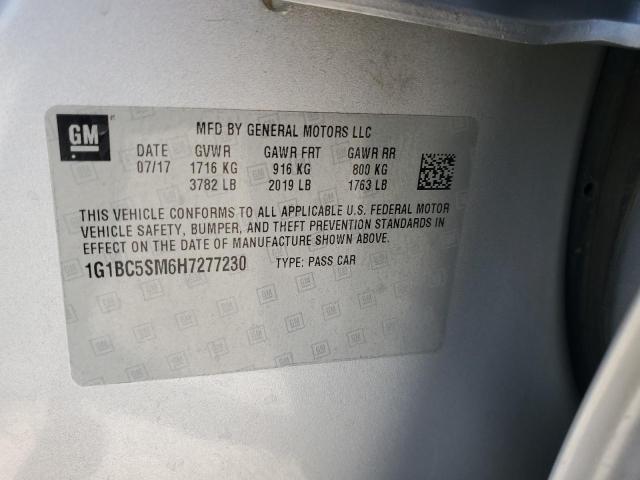 GM
MFD BY GENERAL MOTORS LLC
DATE GVWR GAWR FRT GAWR RR
07/17 1716 KG 916 KG 800 KG
3782 LB 2019 LB 1763 LB
THIS VEHICLE CONFORMS TO ALL APPLICABLE U.S. FEDERAL MOTOR
VEHICLE SAFETY, BUMPER, AND THEFT PREVENTION STANDARDS IN
EFFECT ON THE DATE OF MANUFACTURE SHOWN ABOVE.
1G1BC5SM6H7277230 TYPE: PASS CAR